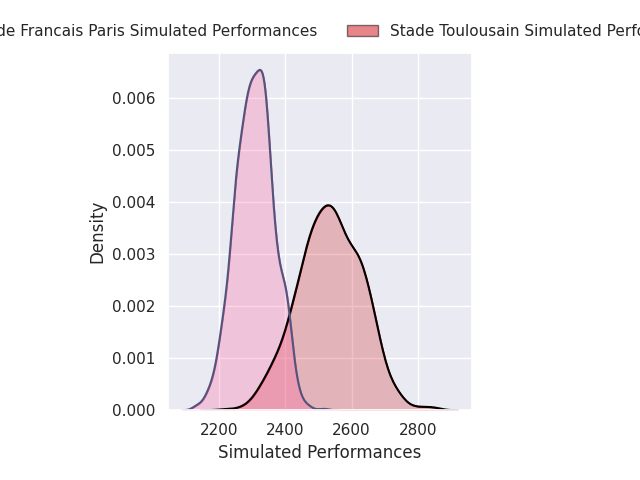 de Francais Paris Simulated Performances Stade Toulousain Simulated Perfo
0.006
0.005
0.004
0.003
0.002
0.001
0.000
Density
2200 2400 2600 2800
Simulated Performances